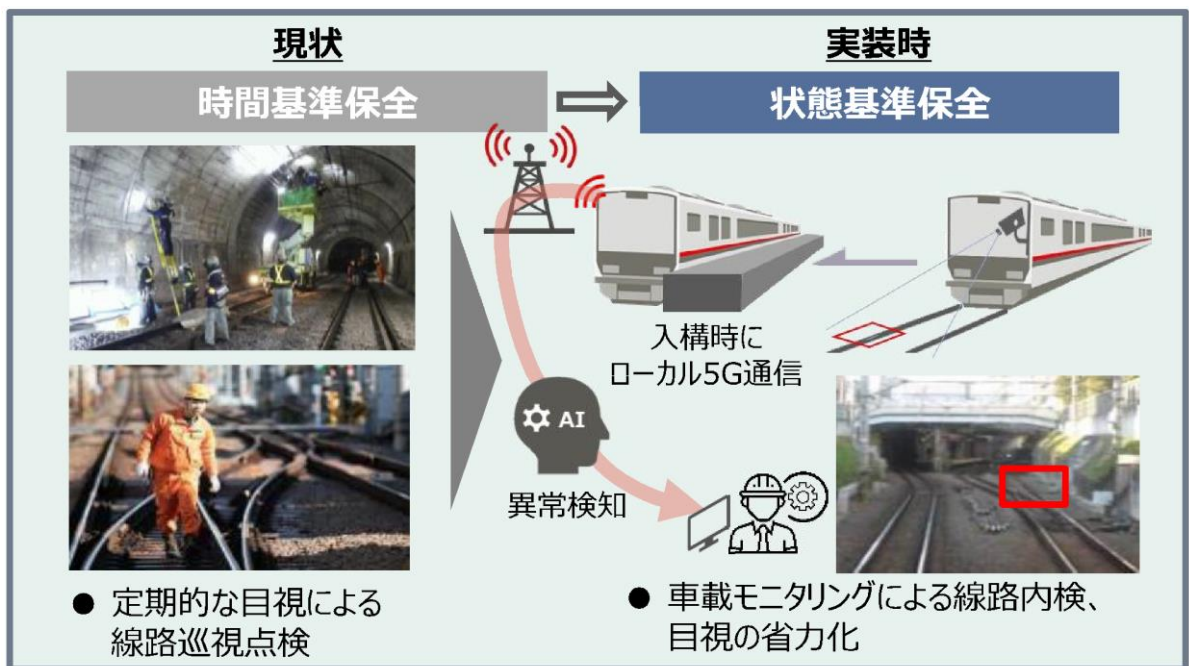 現状
時間基準保全
定期的な目視による
線路巡視点検
実装時
状態基準保全
入構時に
ローカル5G通信
AI
異常検知
● 車載モニタリングによる線路内検、
目視の省力化